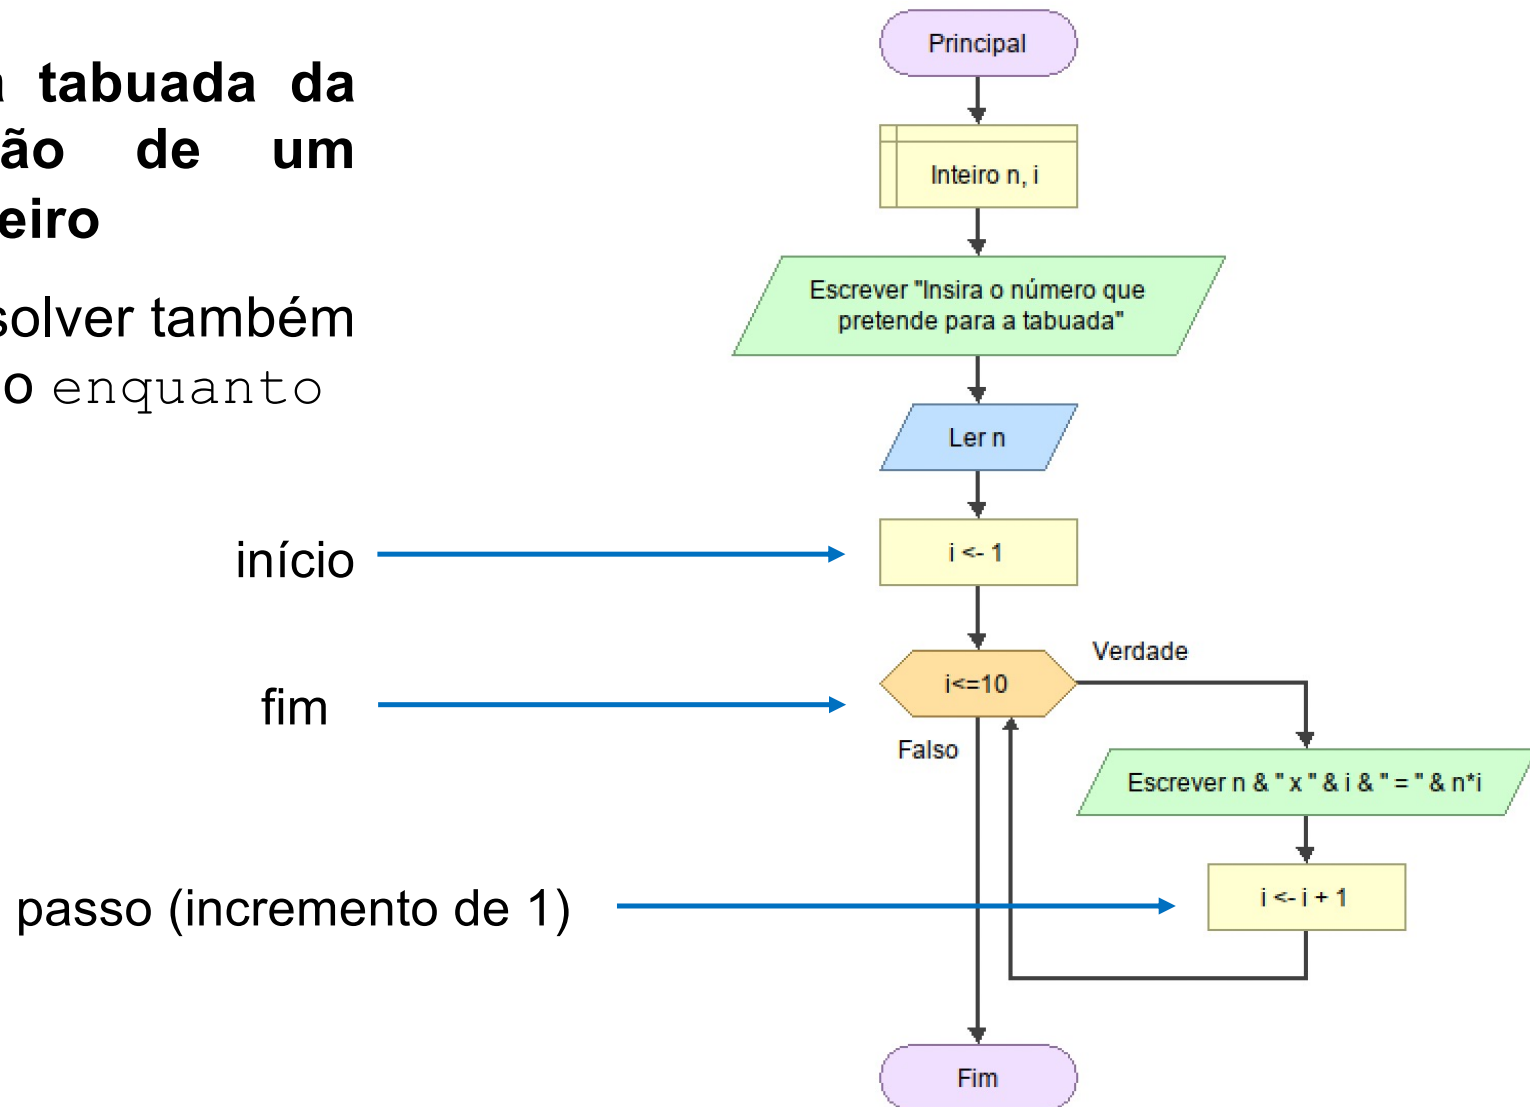 a tabuada da
ão de um
eiro
solver também
o enquanto
início
fim
passo (incremento de 1)
Principal
Inteiro n, i
Escrever "Insira o número que
pretende para a tabuada"
Ler n
i <- 1
i<=10
Verdade
Falso
Escrever n & " x " & i & " = " & n*i
i <- i + 1
Fim